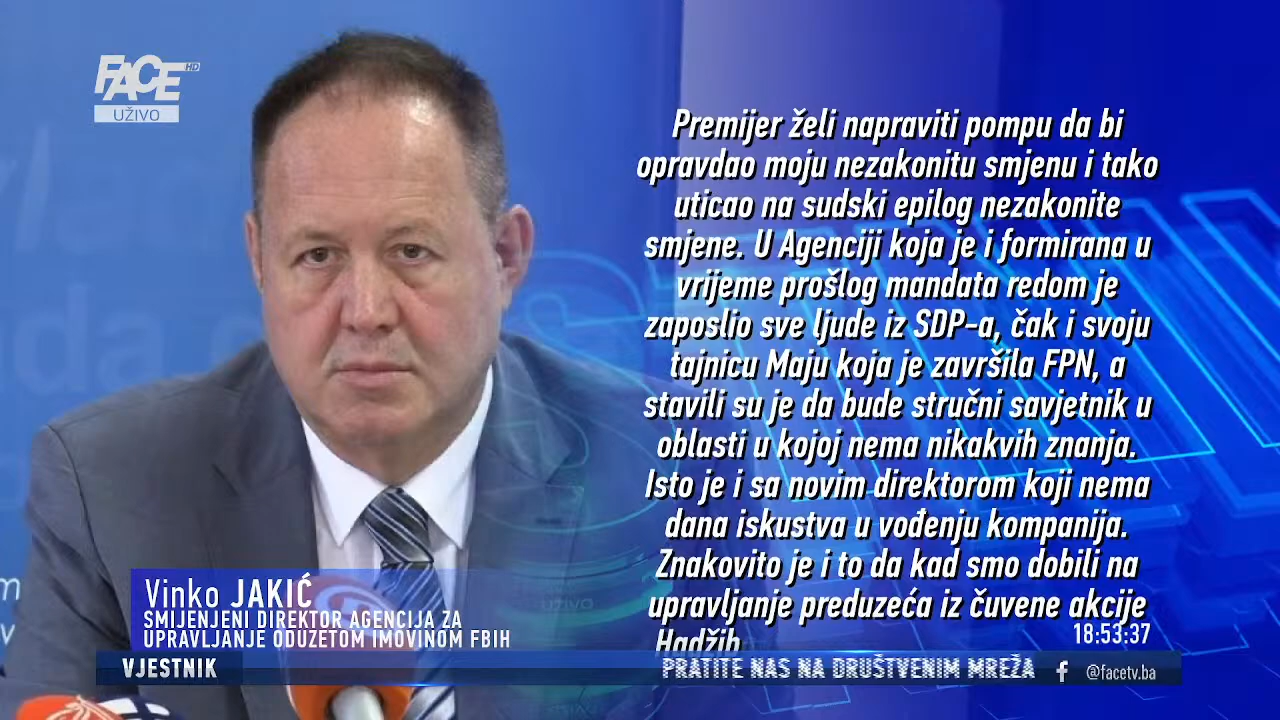 FACE HD
UŽIVO
Premijer želi napraviti pompu da bi
opravdao moju nezakonitu smjenu i tako
uticao na sudski epilog nezakonite
smjene. U Agenciji koja je i formirana u
vrijeme prošlog mandata redom je
zaposlio sve ljude iz SDP-a, čak i svoju
tajnicu Maju koja je završila FPN, a
stavili su je da bude stručni savjetnik u
oblasti u kojoj nema nikakvih znanja.
Isto je i sa novim direktorom koji nema
dana iskustva u vođenju kompanija.
Znakovito je i to da kad smo dobili na
upravljanje preduzeća iz čuvene akcije
Hadžib
Vinko JAKIĆ
SMIJENJENI DIREKTOR AGENCIJA ZA
UPRAVLJANJE ODUZETOM IMOVINOM FBIH
18:53:37
VJESTNIK
PRATITE NAS NA DRUŠTVENIM MREŽA
@facetv.ba